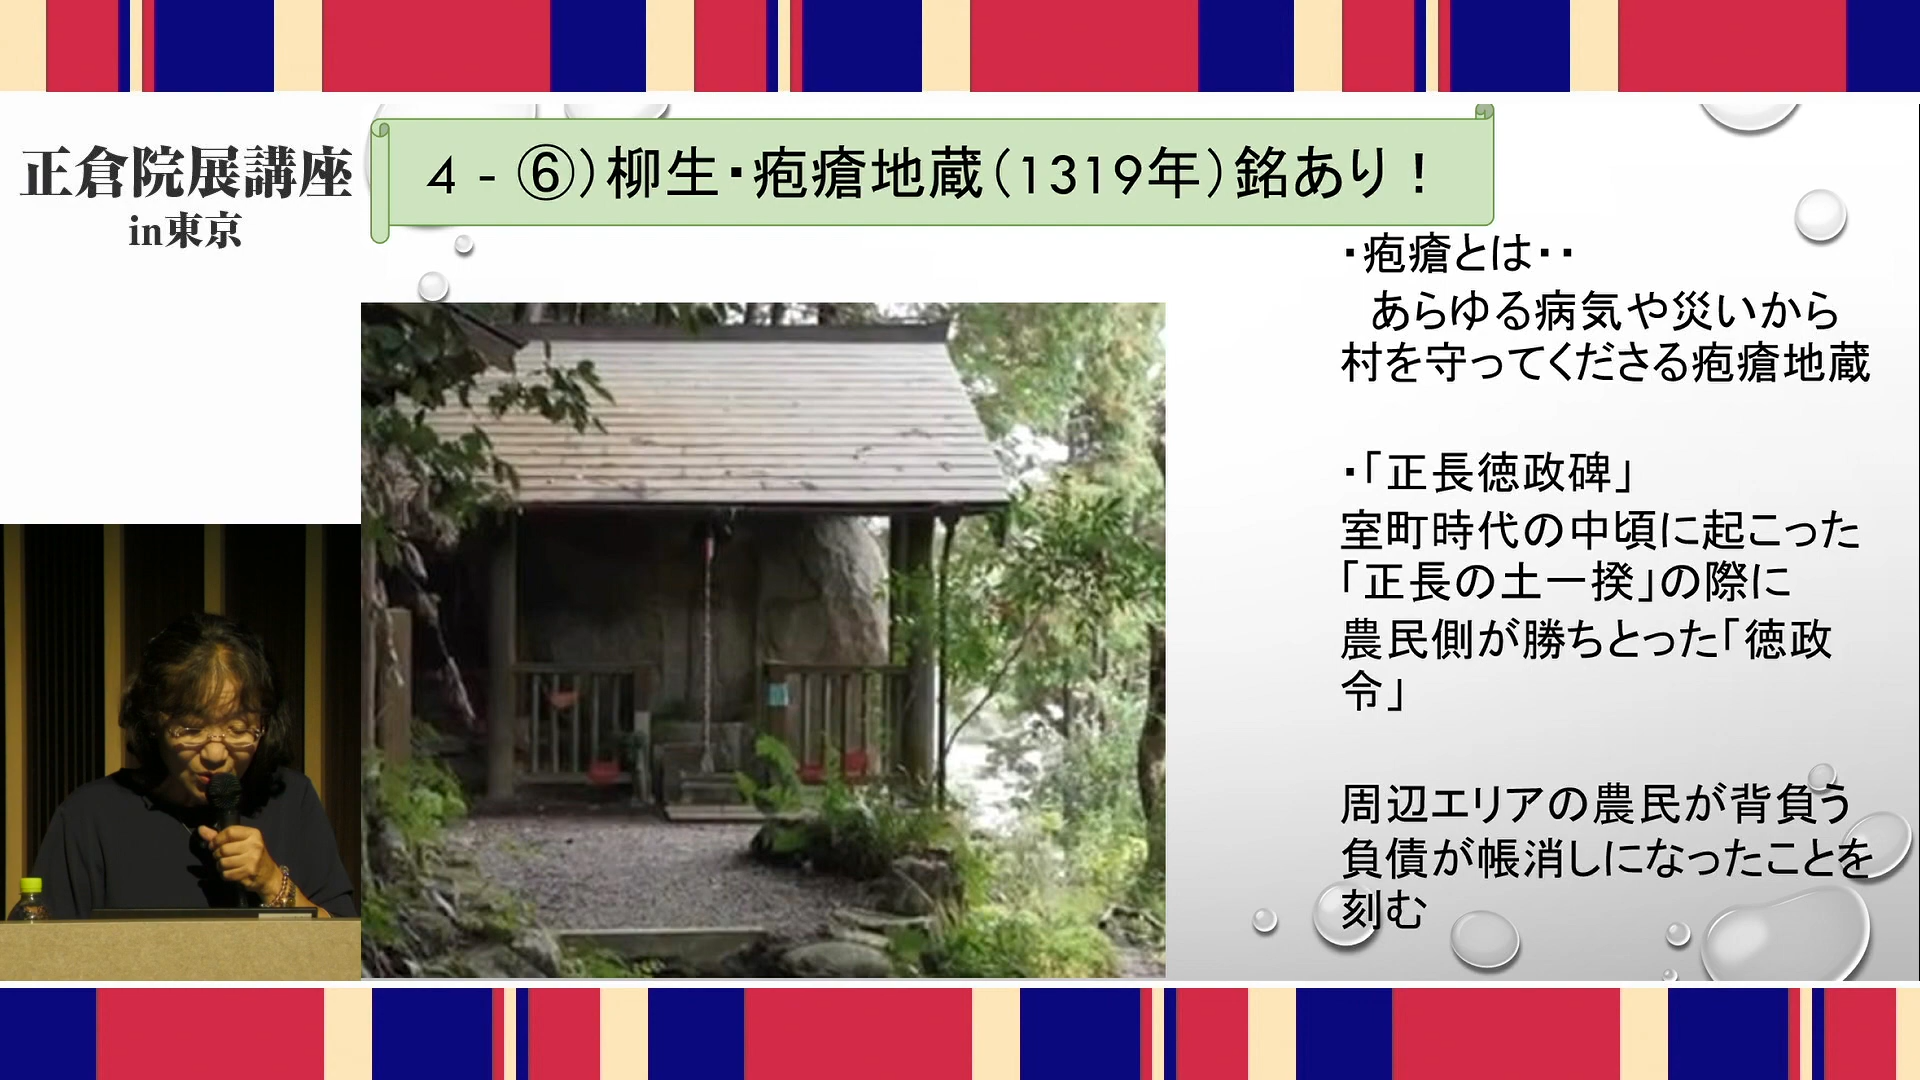 正倉院展講座
in東京
4 - ⑥)柳生・疱瘡地蔵(1319年)銘あり！
・疱瘡とは・・
あらゆる病気や災いから
村を守ってくださる疱瘡地蔵
・「正長徳政碑」
室町時代の中頃に起こった
「正長の土一揆」の際に
農民側が勝ちとった「徳政
令」
周辺エリアの農民が背負う
負債が帳消しになったことを
刻む